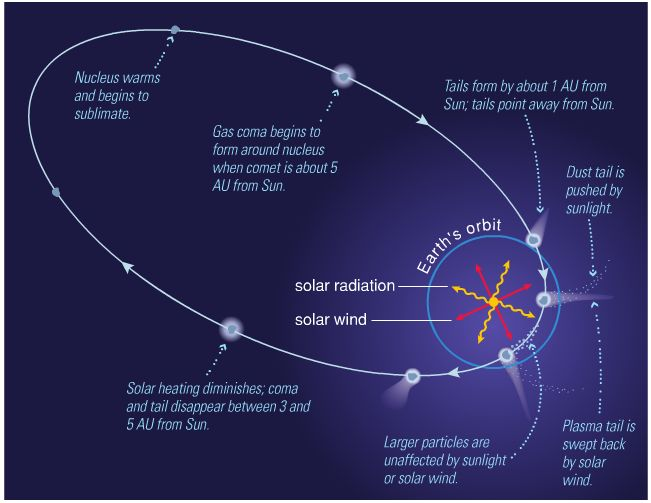 Nucleus warms
and begins to
sublimate.
Gas coma begins to
form around nucleus
when comet is about 5
AU from Sun.
Tails form by about 1 AU from
Sun; tails point away from Sun.
Dust tail is
pushed by
sunlight.
Earth's orbit
solar radiation
solar wind
Solar heating diminishes; coma
and tail disappear between 3 and
5 AU from Sun.
Larger particles are
unaffected by sunlight
or solar wind.
Plasma tail is
swept back
by solar
wind.